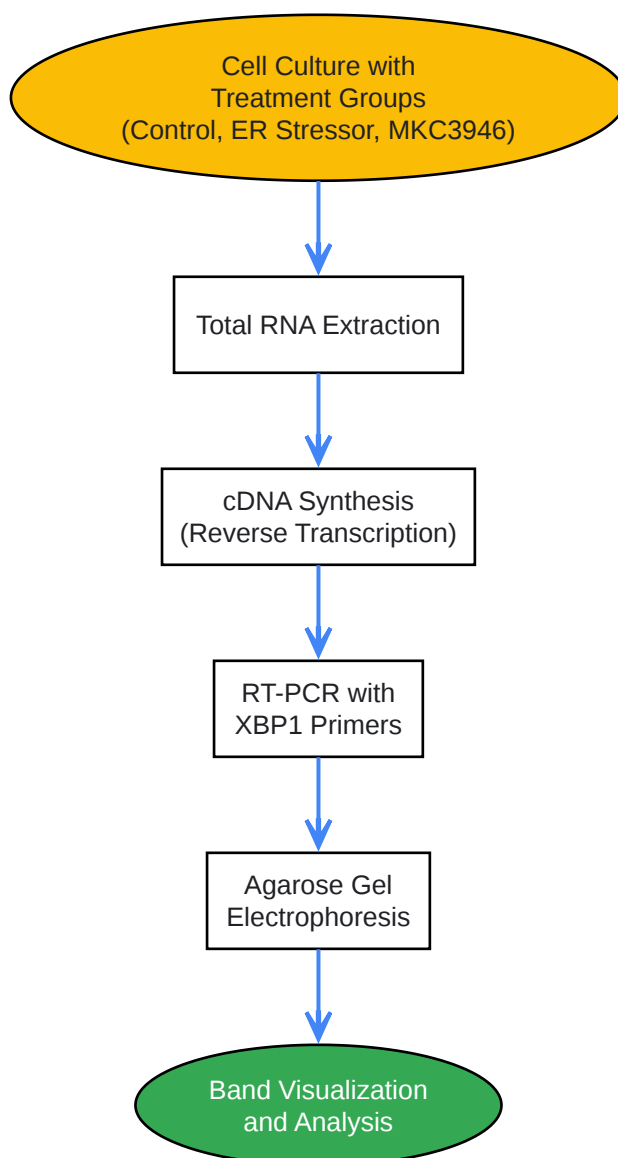 Cell Culture with
Treatment Groups
(Control, ER Stressor, MKC3946)
Total RNA Extraction
cDNA Synthesis
(Reverse Transcription)
RT-PCR with
XBP1 Primers
Agarose Gel
Electrophoresis
Band Visualization
and Analysis